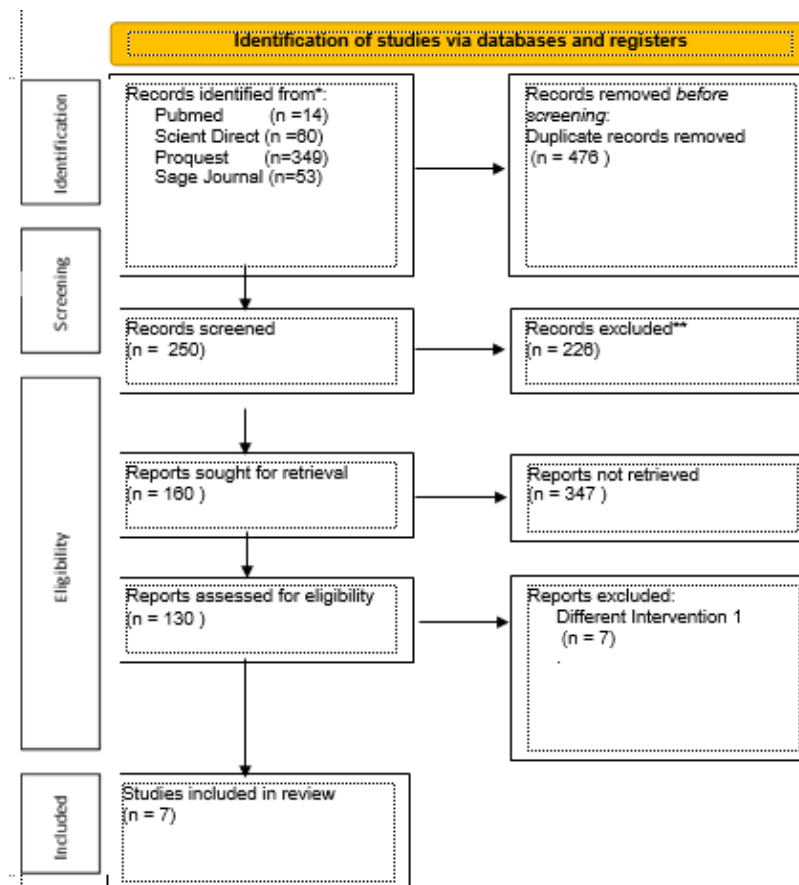 Identification of studies via databases and registers
Identification
Records identified from*:
Pubmed (n =14)
Scient Direct (n =60)
Proquest (n=349)
Sage Journal (n=53)
Records removed before
screening:
Duplicate records removed
(n = 476 )
Screening
Records screened
(n = 250)
Records excluded**
(n = 226)
Eligibility
Reports sought for retrieval
(n = 160 )
Reports not retrieved
(n = 347 )
Reports assessed for eligibility
(n = 130 )
Reports excluded:
Different Intervention 1
(n = 7)
.
Included
Studies included in review
(n = 7)